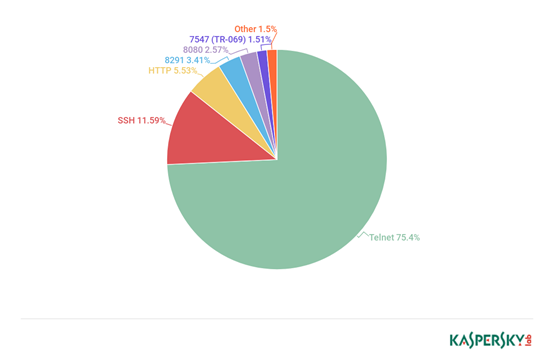 Other 1.5%
7547 (TR-069) 1.51%
8080 2.57%
8291 3.41%
HTTP 5.53%
SSH 11.59%
Telnet 75.4%
KASPERSKY lab